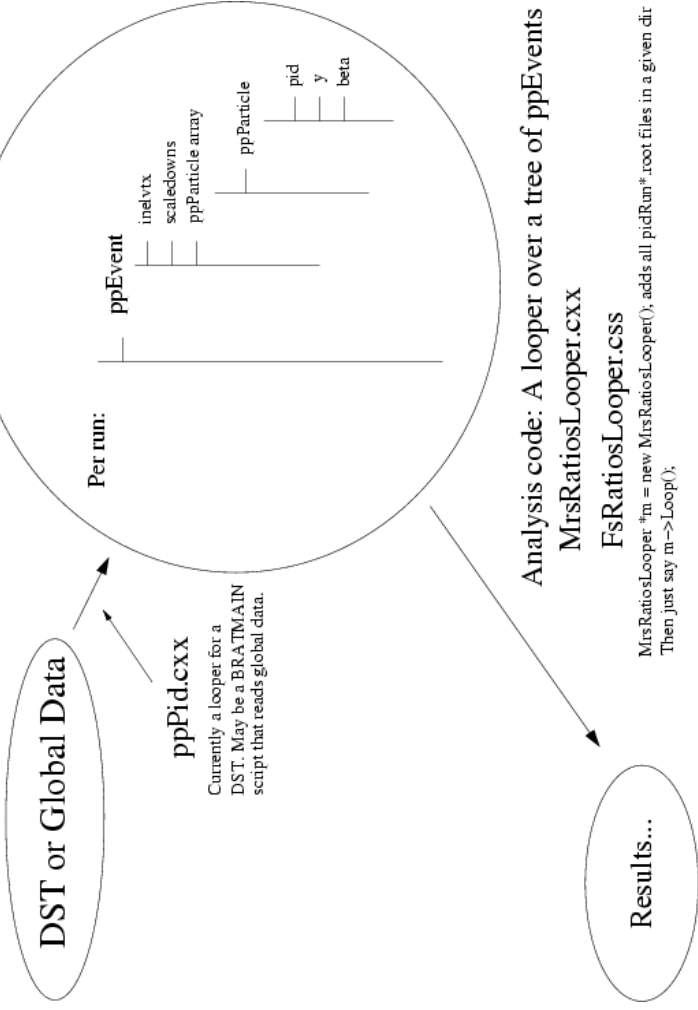 DST or Global Data
ppPid.cxx
Currently a looper for a
DST. May be a BRATMAIN
script that reads global data.
Per run:
ppEvent
inelvtx
scaledowns
ppParticle array
ppParticle
pid
y
beta
Analysis code: A looper over a tree of ppEvents
MrsRatiosLooper.cxx
FsRatiosLooper.css
MrsRatiosLooper *m = new MrsRatiosLooper(); adds all pidRun*.root files in a given dir
Then just say m->Loop();
Results...